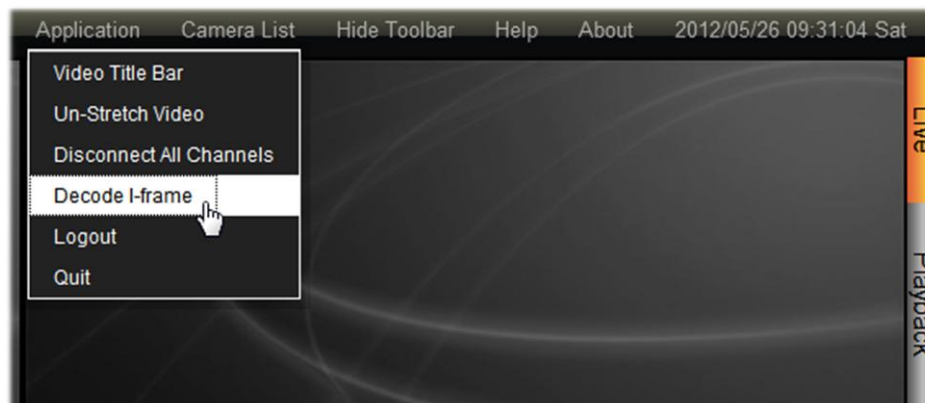 Application Camera List Hide Toolbar Help About 2012/05/26 09:31:04 Sat
Video Title Bar
Un-Stretch Video
Disconnect All Channels
Decode I-frame
Logout
Quit
Live
Playback